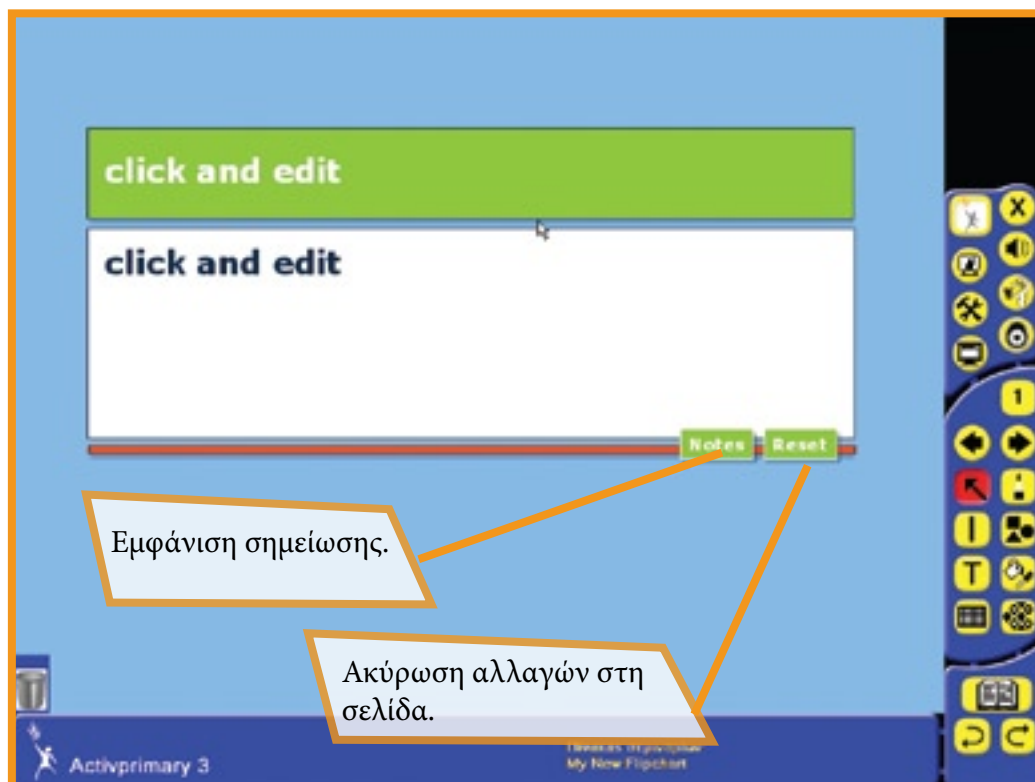 click and edit
click and edit
Notes Reset
Εμφάνιση σημείωσης.
Ακύρωση αλλαγών στη
σελίδα.
1
T
Activprimary 3
My New Flipchart